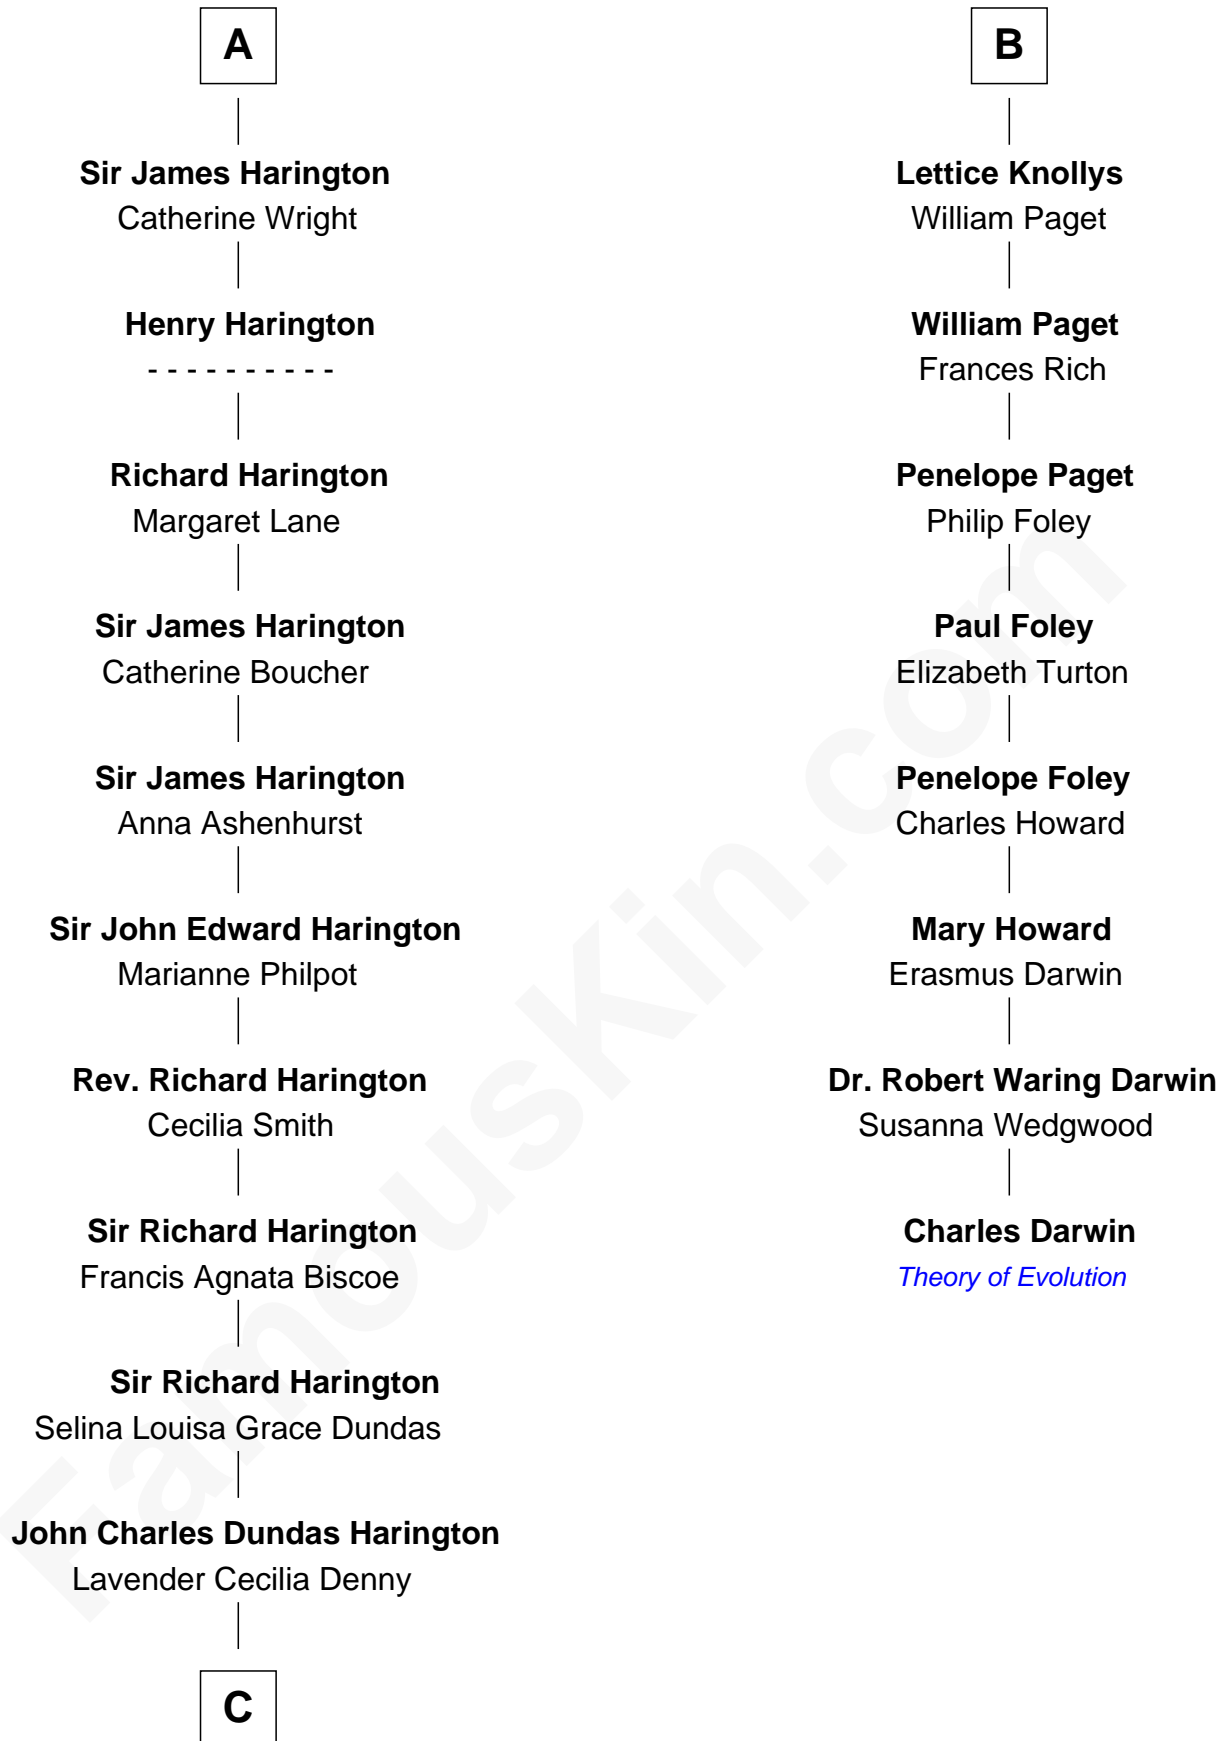 A
Sir James Harington
Catherine Wright
Henry Harington
- - - - - - - - - -
Richard Harington
Margaret Lane
Sir James Harington
Catherine Boucher
Sir James Harington
Anna Ashenhurst
Sir John Edward Harington
Marianne Philpot
Rev. Richard Harington
Cecilia Smith
Sir Richard Harington
Francis Agnata Biscoe
Sir Richard Harington
Selina Louisa Grace Dundas
John Charles Dundas Harington
Lavender Cecilia Denny
C
B
Lettice Knollys
William Paget
William Paget
Frances Rich
Penelope Paget
Philip Foley
Paul Foley
Elizabeth Turton
Penelope Foley
Charles Howard
Mary Howard
Erasmus Darwin
Dr. Robert Waring Darwin
Susanna Wedgwood
Charles Darwin
Theory of Evolution
FamousKin.com